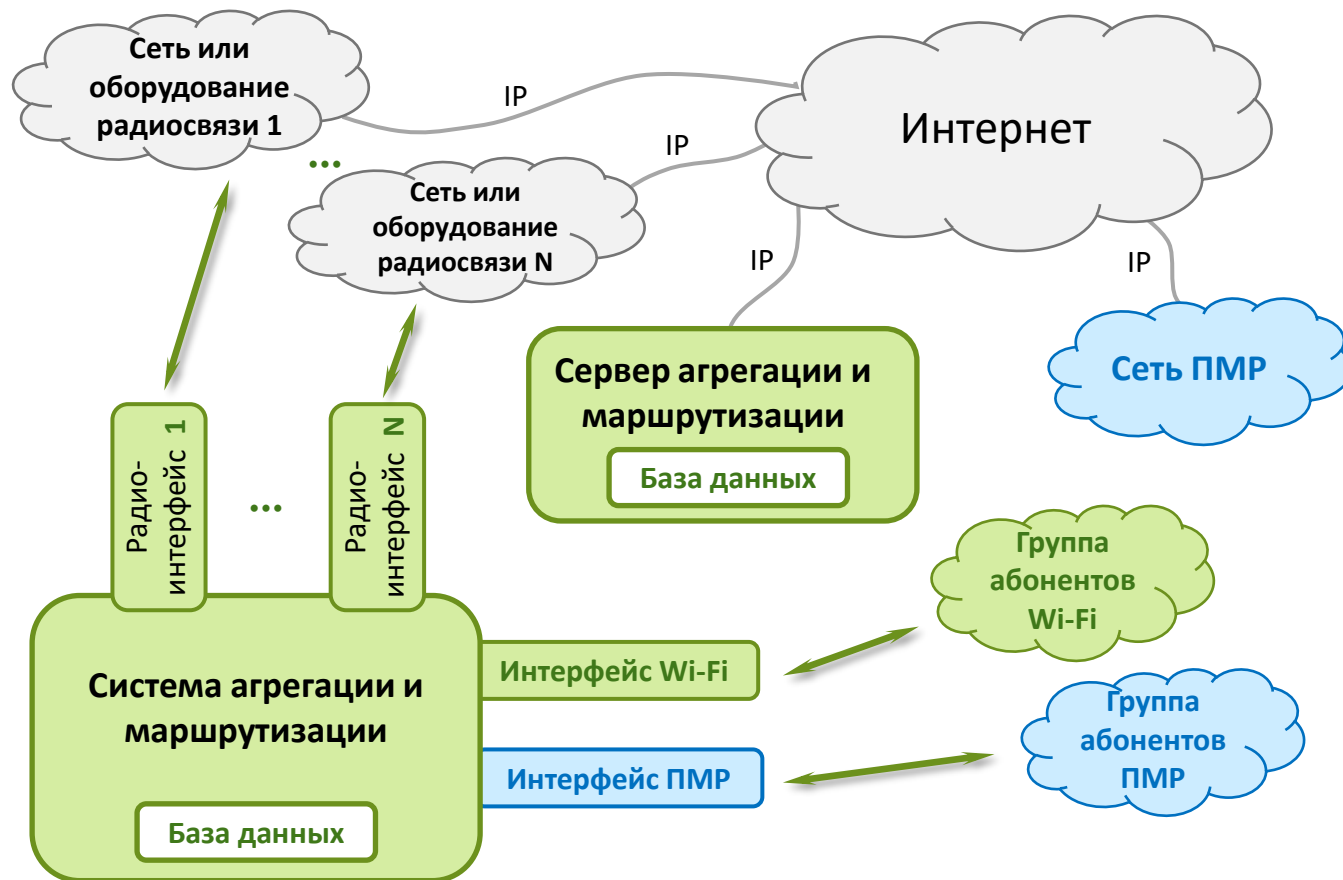 Сеть или
оборудование
радиосвязи 1
IP
Интернет
...
IP
Сеть или
оборудование
радиосвязи N
IP
IP
Сеть ПМР
Сервер агрегации и
маршрутизации
База данных
Радио-
интерфейс 1
...
Радио-
интерфейс N
Группа
абонентов
Wi-Fi
Интерфейс Wi-Fi
Система агрегации и
маршрутизации
Группа
абонентов
ПМР
Интерфейс ПМР
База данных